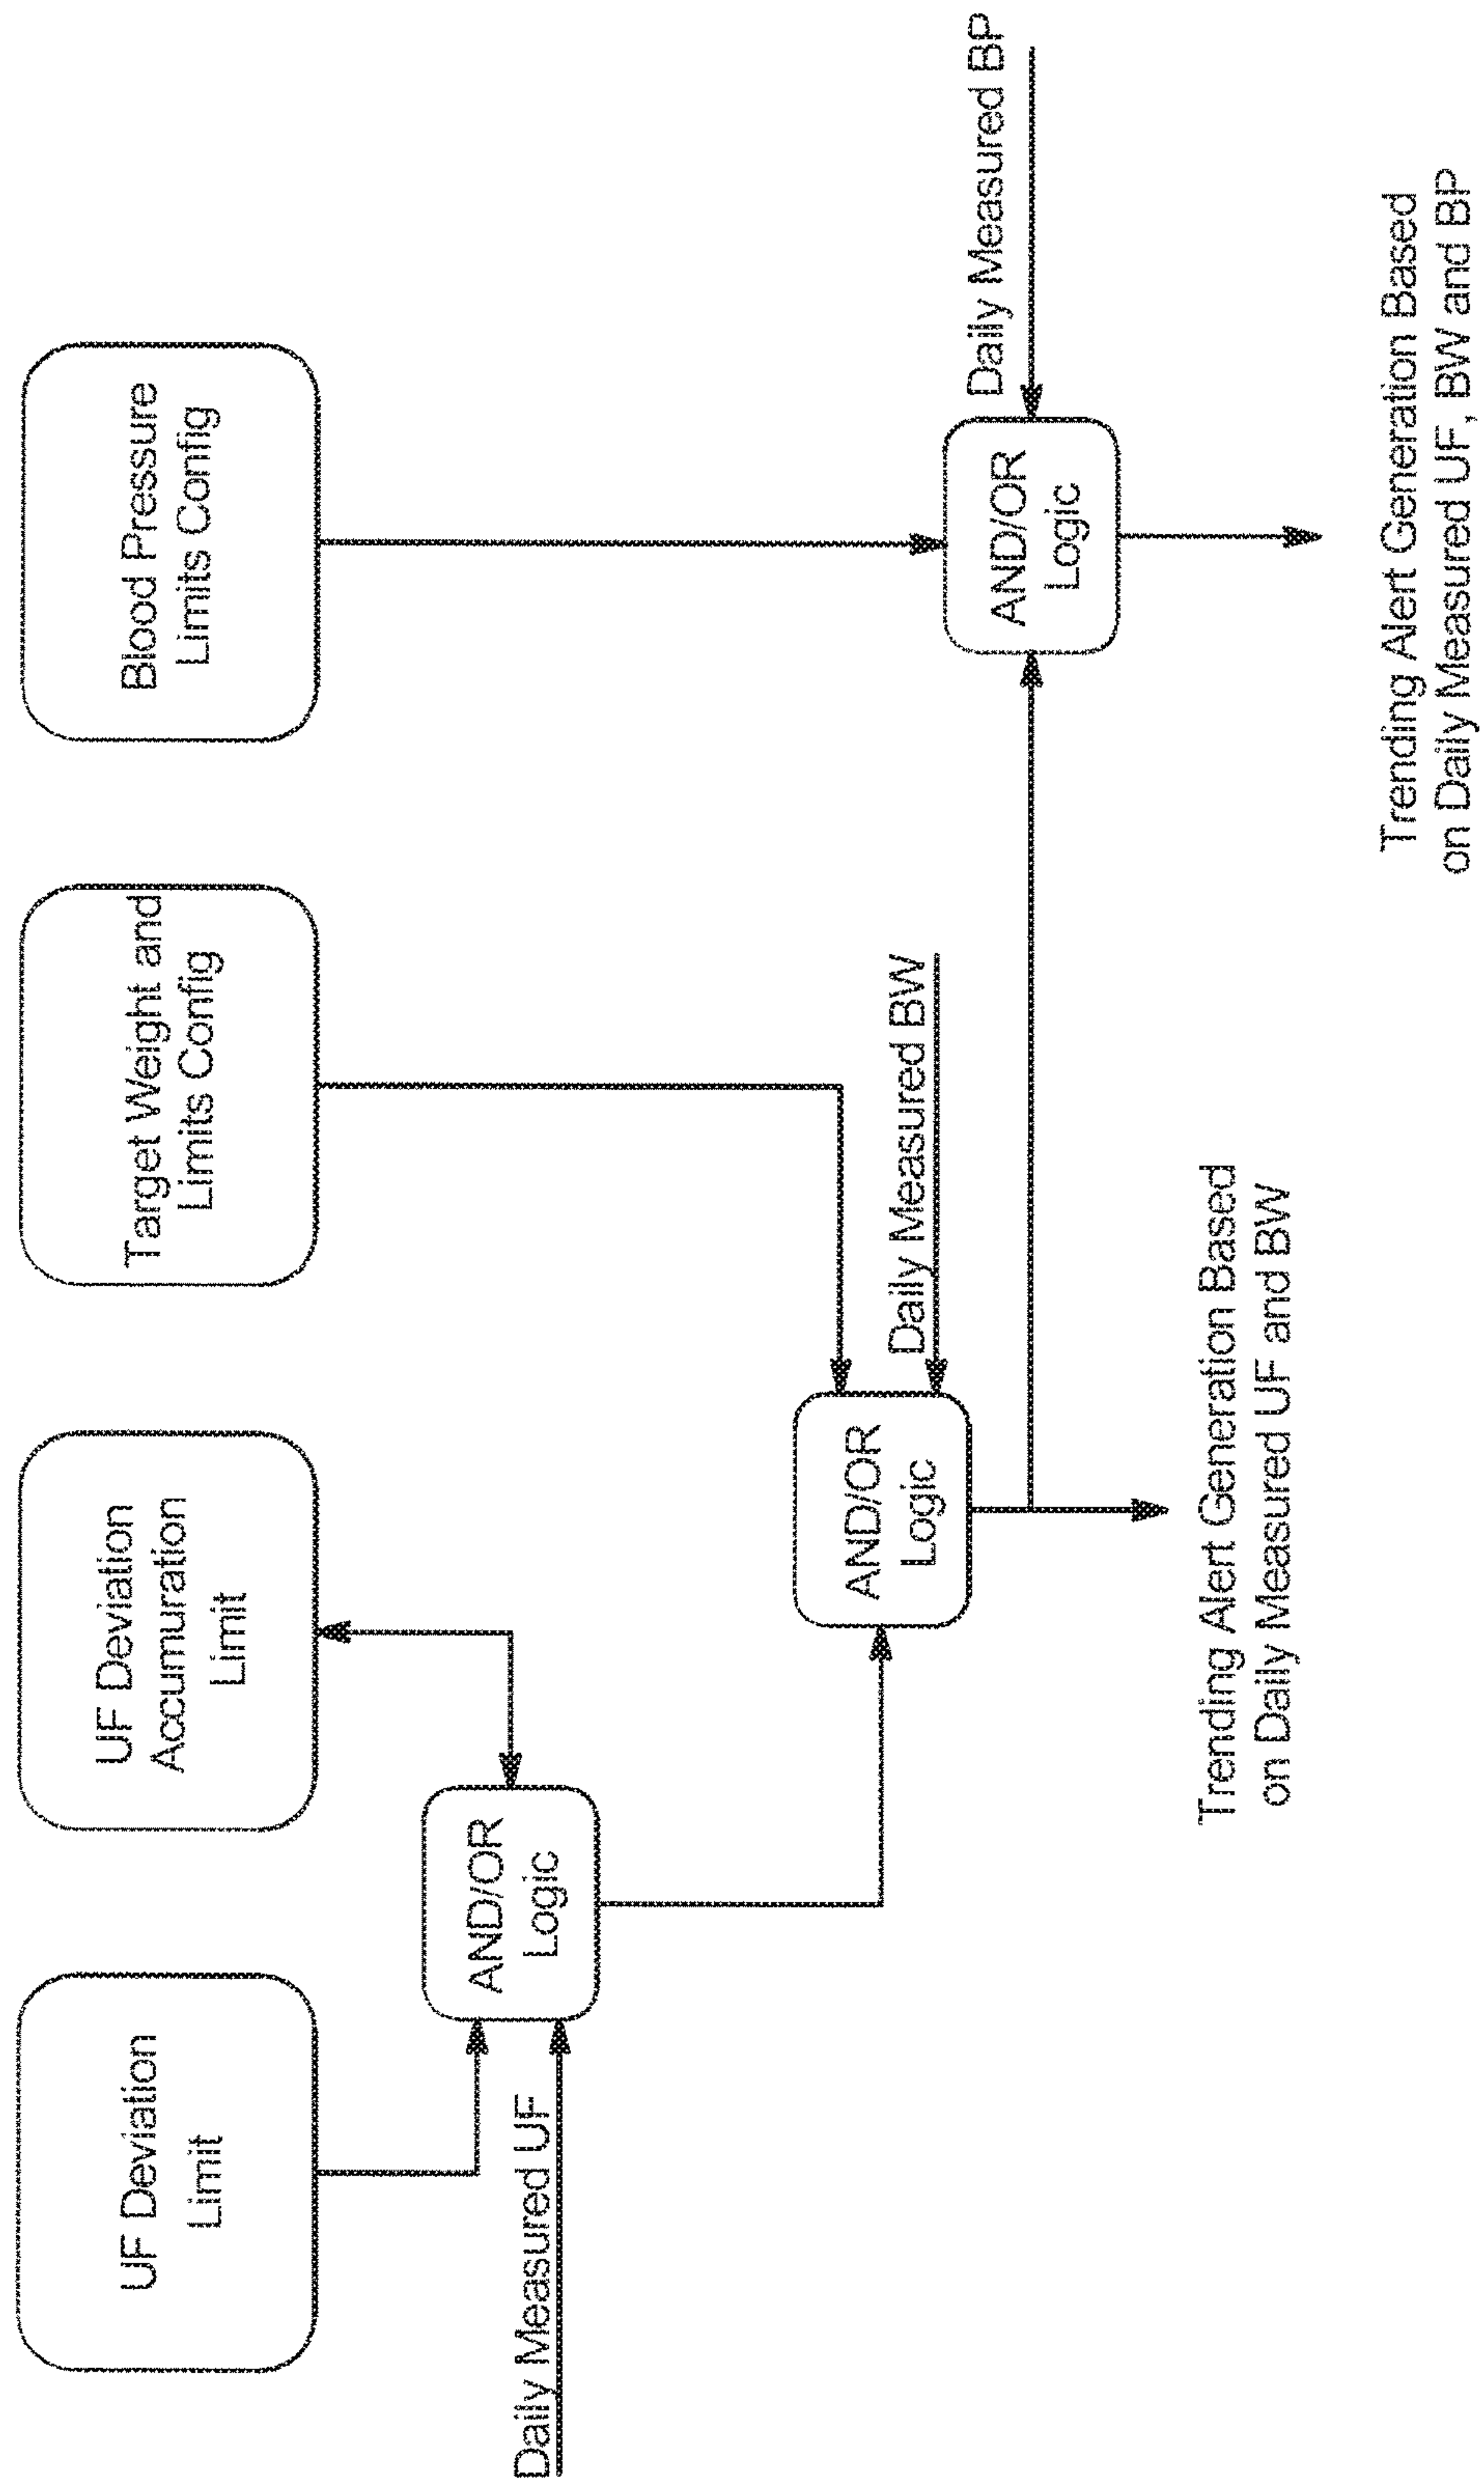 UF Deviation
Limit
UF Deviation
Accumuration
Limit
Target Weight and
Limits Config
Blood Pressure
Limits Config
Daily Measured UF
AND/OR
Logic
AND/OR
Logic
Daily Measured BW
AND/OR
Logic
Daily Measured BP
Trending Alert Generation Based
on Daily Measured UF and BW
Trending Alert Generation Based
on Daily Measured UF, BW and BP